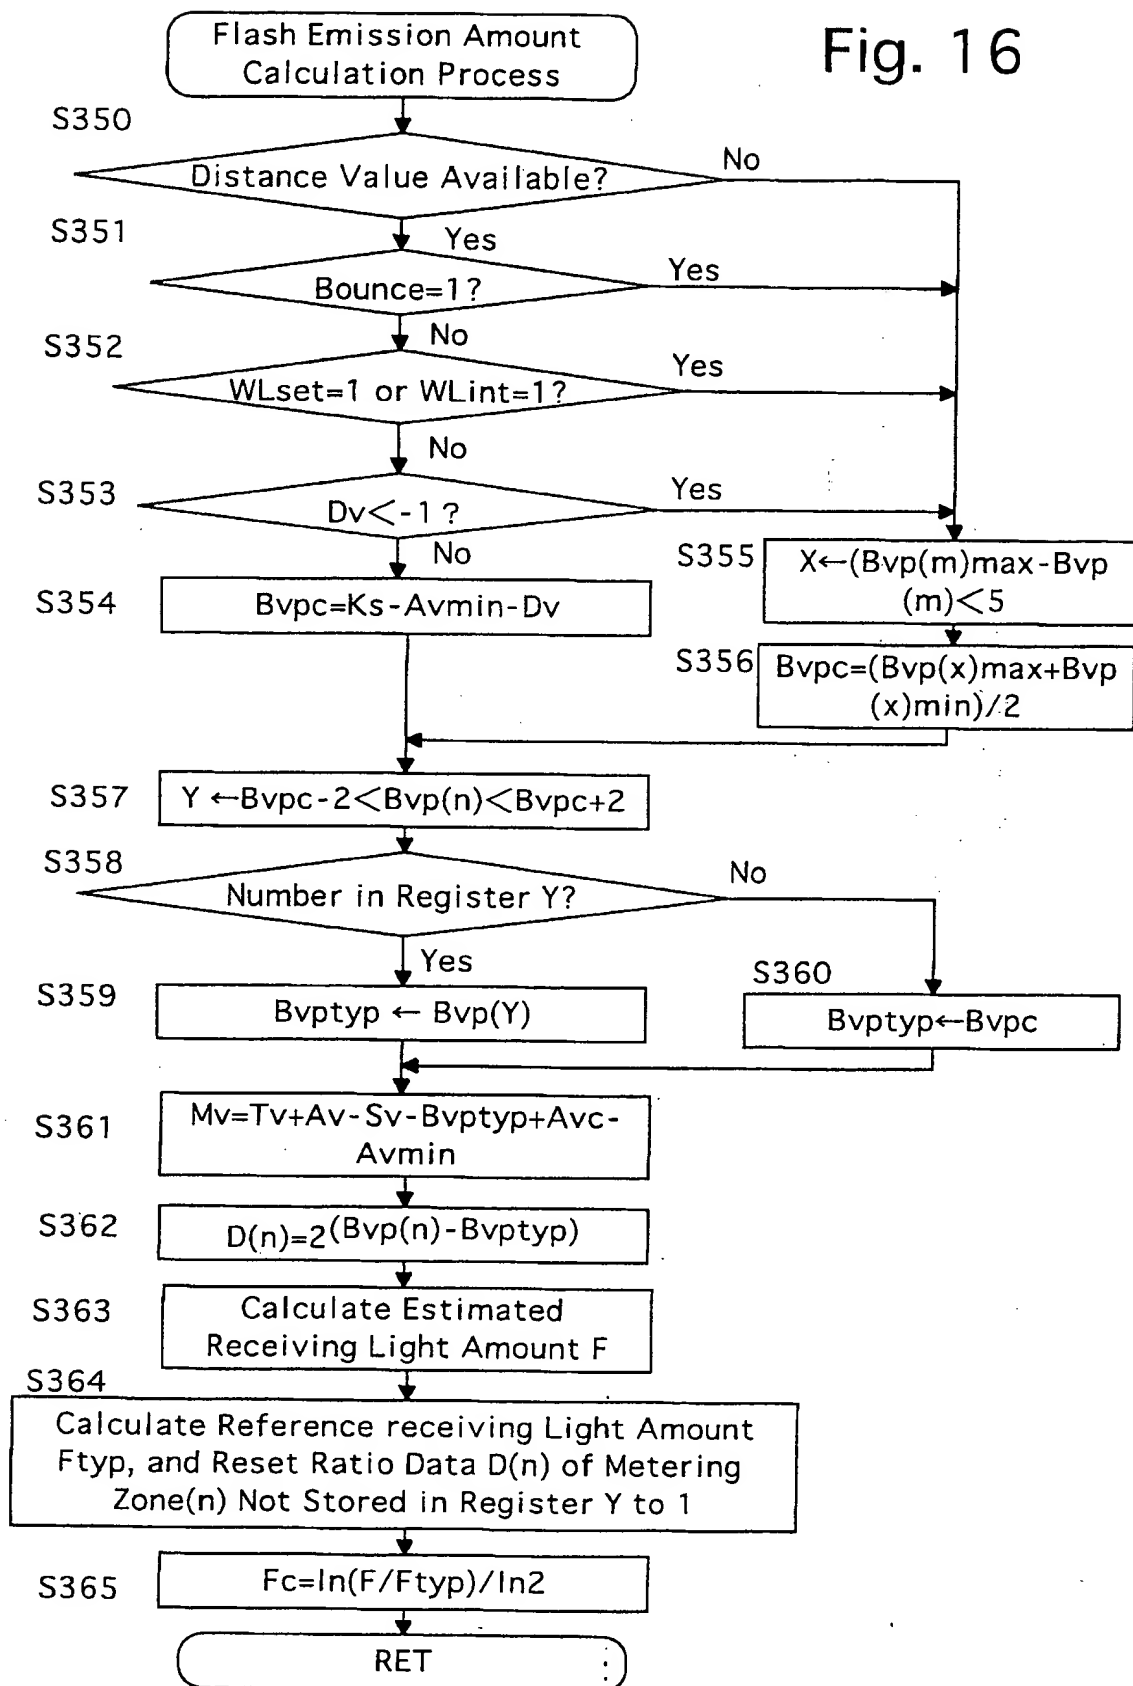 Fig. 16
Flash Emission Amount
Calculation Process
S350
Distance Value Available?
No
S351
Yes
Bounce=1?
Yes
S352
No
WLset=1 or WLint=1?
Yes
No
S353
Dv<-1?
Yes
No
S354
Bvpc=Ks-Avmin-Dv
S355
X←(Bvp(m)max-Bvp
(m)<5
S356
Bvpc=(Bvp(x)max+Bvp
(x)min)/2
S357
Y←Bvpc-2<Bvp(n)<Bvpc+2
S358
Number in Register Y?
No
Yes
S359
Bvptyp ← Bvp(Y)
S360
Bvptyp←Bvpc
S361
Mv=Tv+Av-Sv-Bvptyp+Avc-
Avmin
S362
D(n)=2(Bvp(n)-Bvptyp)
S363
Calculate Estimated
Receiving Light Amount F
S364
Calculate Reference receiving Light Amount
Ftyp, and Reset Ratio Data D(n) of Metering
Zone(n) Not Stored in Register Y to 1
S365
Fc=ln(F/Ftyp)/ln2
RET